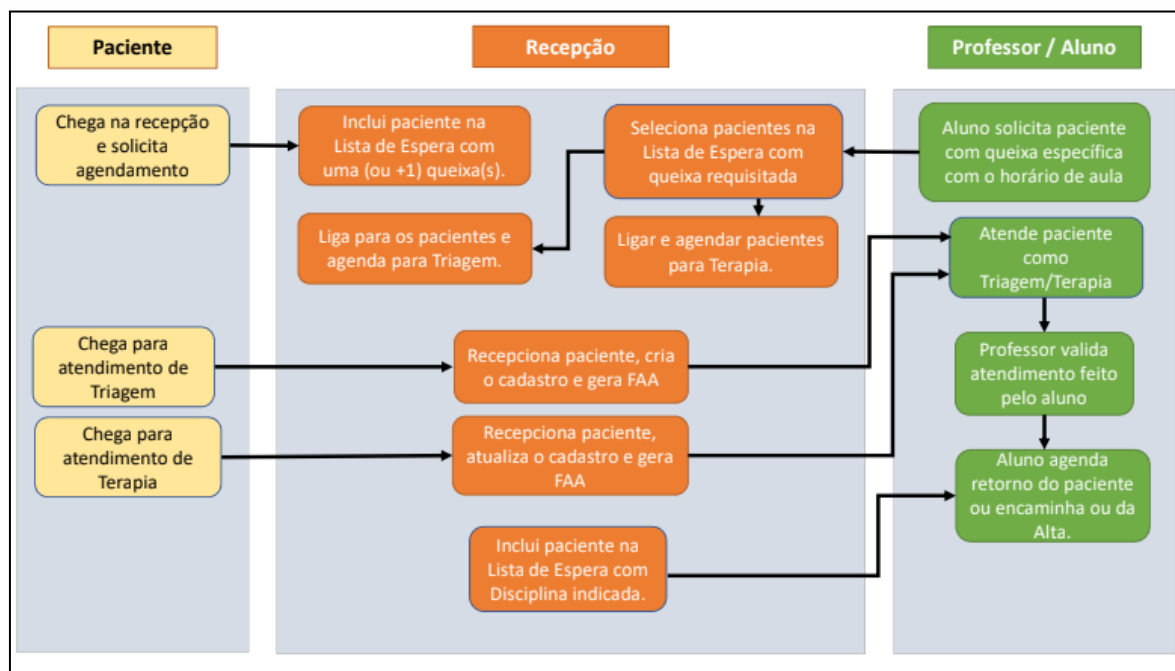 Paciente
Recepção
Professor / Aluno
Chega na recepção
e solicita
agendamento
Inclui paciente na
Lista de Espera com
uma (ou +1) queixa(s).
Seleciona pacientes na
Lista de Espera com
queixa requisitada
Aluno solicita paciente
com queixa específica
com o horário de aula
Liga para os pacientes e
agenda para Triagem.
Ligar e agendar pacientes
para Terapia.
Atende paciente
como
Triagem/Terapia
Chega para
atendimento de
Triagem
Recepciona paciente, cria
o cadastro e gera FAA
Professor valida
atendimento feito
pelo aluno
Chega para
atendimento de
Terapia
Recepciona paciente,
atualiza o cadastro e gera
FAA
Aluno agenda
retorno do paciente
ou encaminha ou da
Alta.
Inclui paciente na
Lista de Espera com
Disciplina indicada.